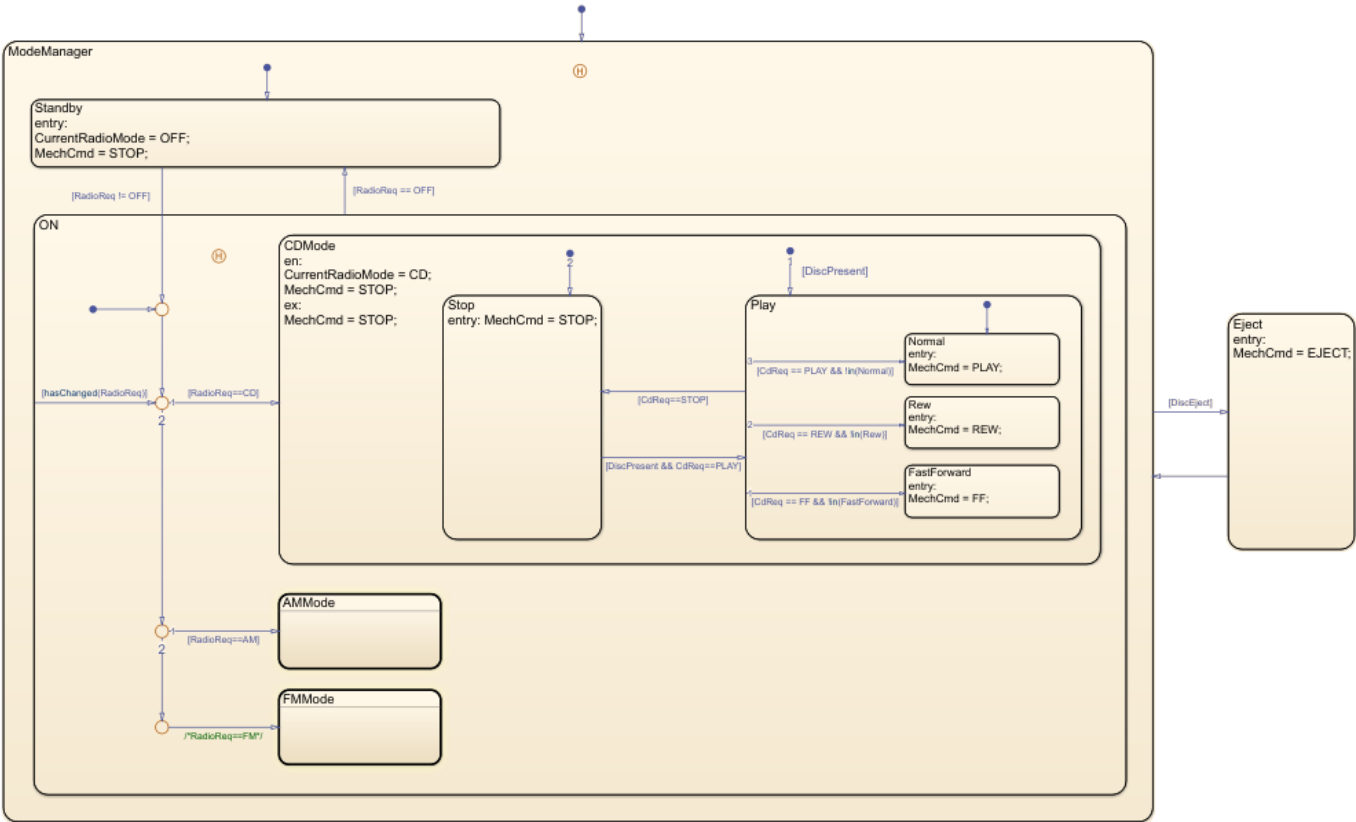 ModeManager
H
Standby
entry:
CurrentRadioMode = OFF;
MechCmd = STOP;
[RadioReq != OFF]
[RadioReq == OFF]
ON
H
CDMode
en:
CurrentRadioMode = CD;
MechCmd = STOP;
ex:
MechCmd = STOP;
2
1
[DiscPresent]
Stop
entry: MechCmd = STOP;
Play
Normal
entry:
MechCmd = PLAY;
3
[CdReq == PLAY && !in(Normal)]
Rew
entry:
MechCmd = REW;
2
[CdReq == REW && !in(Rew)]
FastForward
entry:
MechCmd = FF;
1
[CdReq == FF && !in(FastForward)]
[CdReq==STOP]
[DiscPresent && CdReq==PLAY]
[hasChanged(RadioReq)]
1
[RadioReq==CD]
2
AMMode
1
[RadioReq==AM]
2
FMMode
/*RadioReq==FM*/
Eject
entry:
MechCmd = EJECT;
[DiscEject]